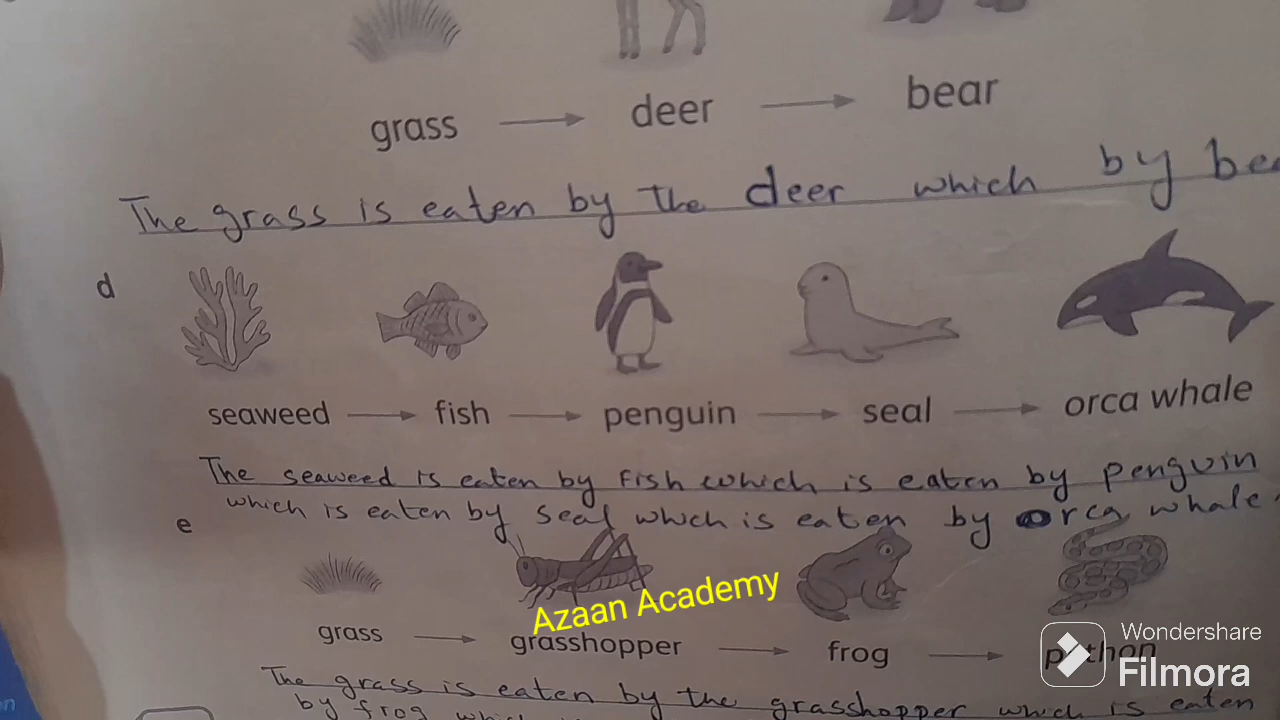 grass → deer → bear
The grass is eaten by the deer which by
d
seaweed → fish → penguin → seal → orca whale
The seaweed is eaten by fish which is eaten by penguin
which is eaten by seal whch is eaten by orca whale.
e
Azaan Academy
grass → grasshopper → frog →
Wondershare
Filmora
The grass is eaten by the grasshopper which is eaten
by frog which